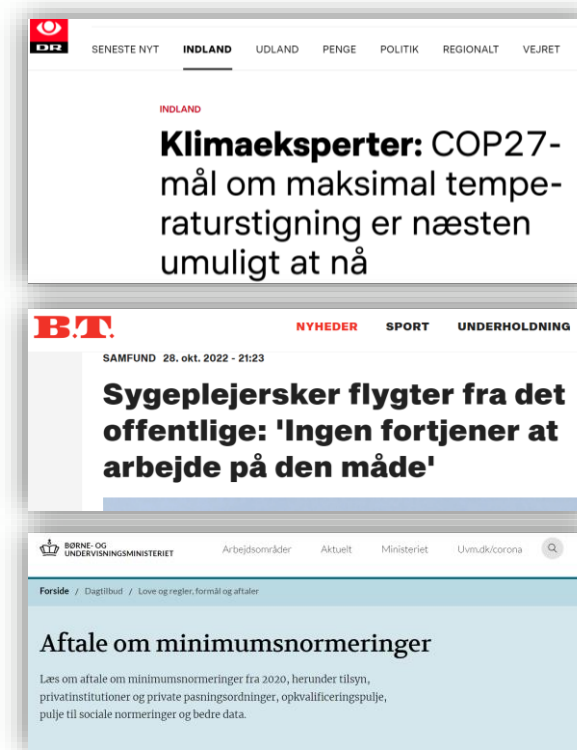 DR
SENESTE NYT INDLAND UDLAND PENGE POLITIK REGIONALT VEJRET
INDLAND
Klimaeksperter: COP27-
mål om maksimal tempe-
raturstigning er næsten
umuligt at nå
B.T. NYHEDER SPORT UNDERHOLDNING
SAMFUND 28. okt. 2022 - 21:23
Sygeplejersker flygter fra det
offentlige: 'Ingen fortjener at
arbejde på den måde'
BØRNE- OG
UNDERVISNINGSMINISTERIET Arbejdsområder Aktuelt Ministeriet Uvm.dk/corona
Forside / Dagtilbud / Love og regler, formål og aftaler
Aftale om minimumsnormeringer
Læs om aftale om minimumsnormeringer fra 2020, herunder tilsyn,
privatinstitutioner og private pasningsordninger, opkvalificeringspulje,
pulje til sociale normeringer og bedre data.